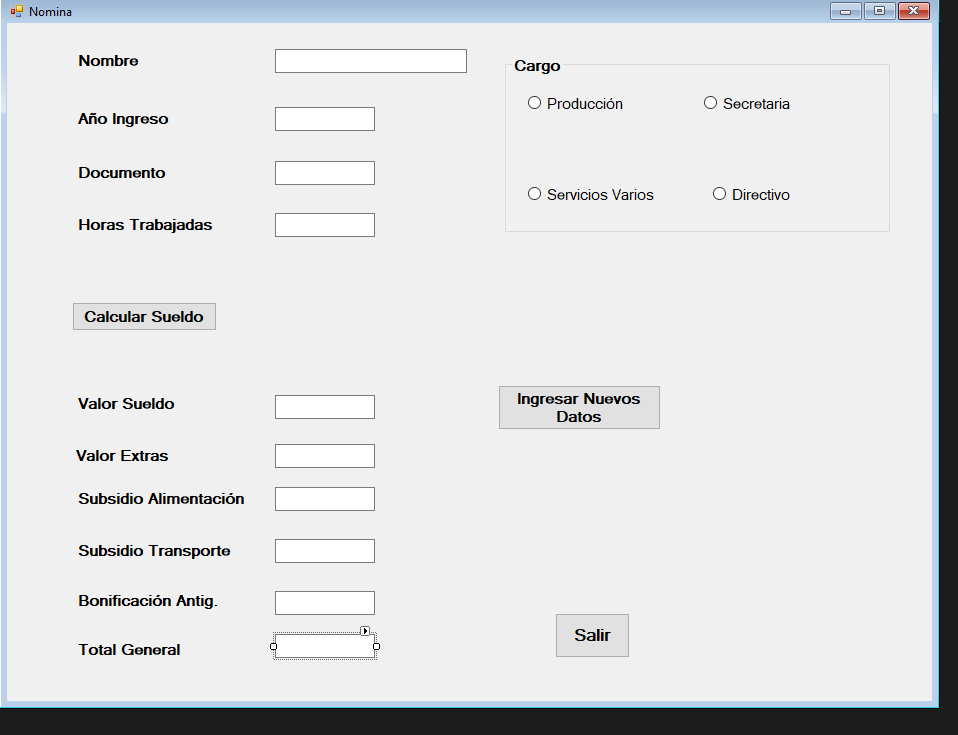 Nomina
Nombre
Cargo
Producción
Secretaria
Año Ingreso
Documento
Servicios Varios
Directivo
Horas Trabajadas
Calcular Sueldo
Valor Sueldo
Ingresar Nuevos
Datos
Valor Extras
Subsidio Alimentación
Subsidio Transporte
Bonificación Antig.
Salir
Total General